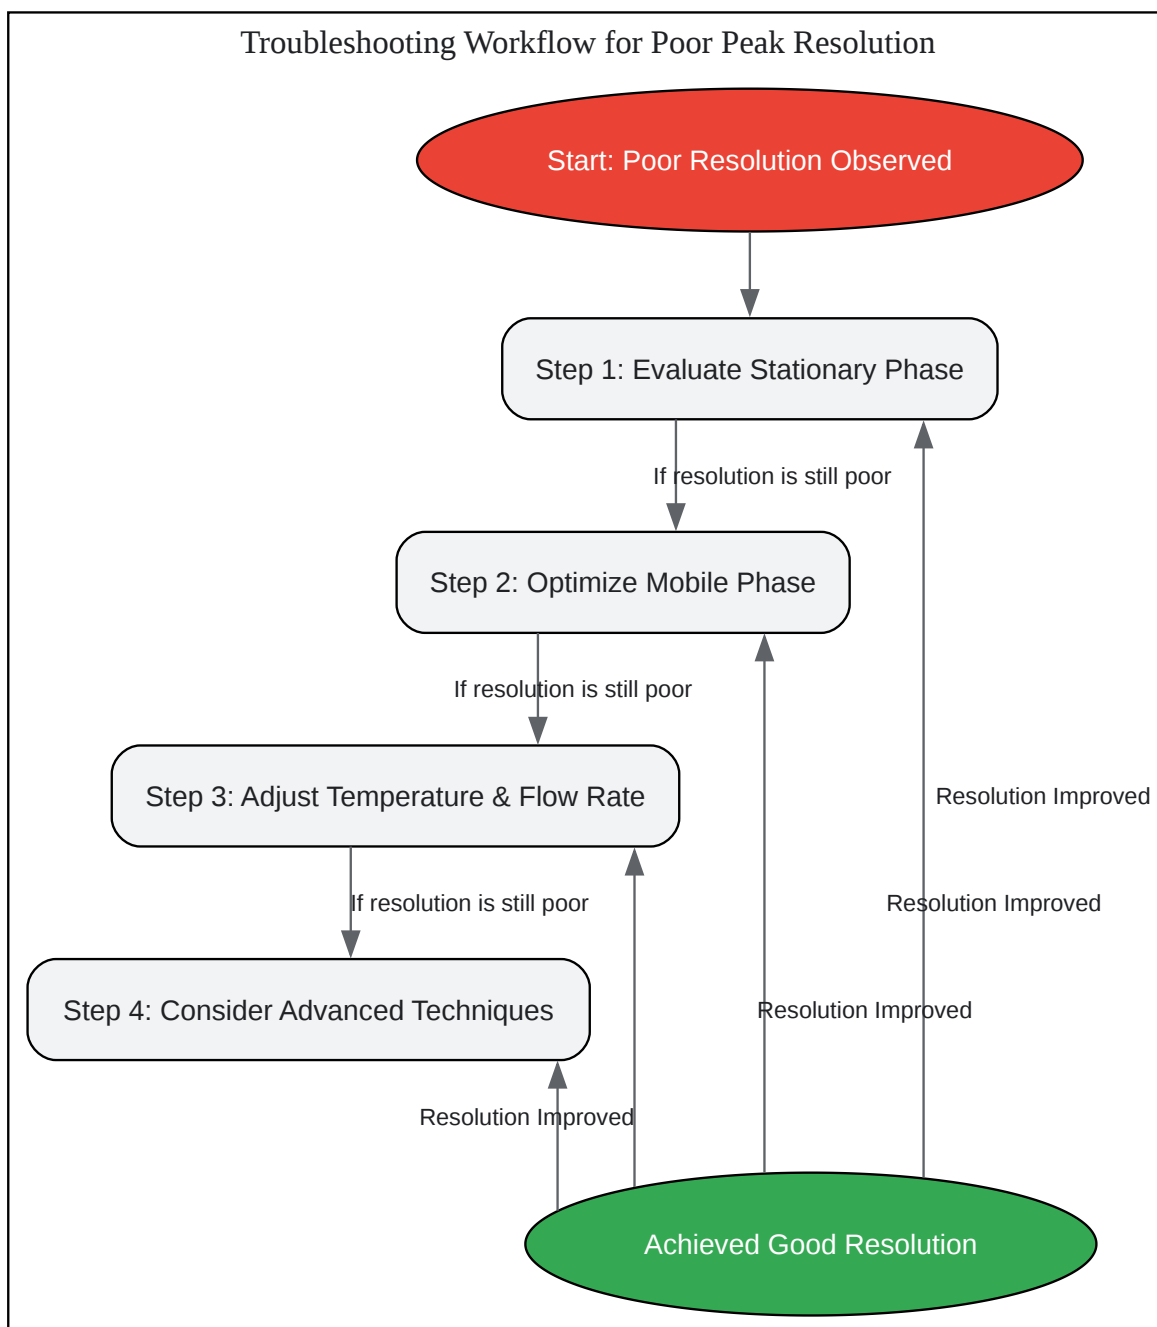 Troubleshooting Workflow for Poor Peak Resolution
Start: Poor Resolution Observed
Step 1: Evaluate Stationary Phase
If resolution is still poor
Step 2: Optimize Mobile Phase
If resolution is still poor
Step 3: Adjust Temperature & Flow Rate
Resolution Improved
If resolution is still poor
Resolution Improved
Step 4: Consider Advanced Techniques
Resolution Improved
Resolution Improved
Achieved Good Resolution